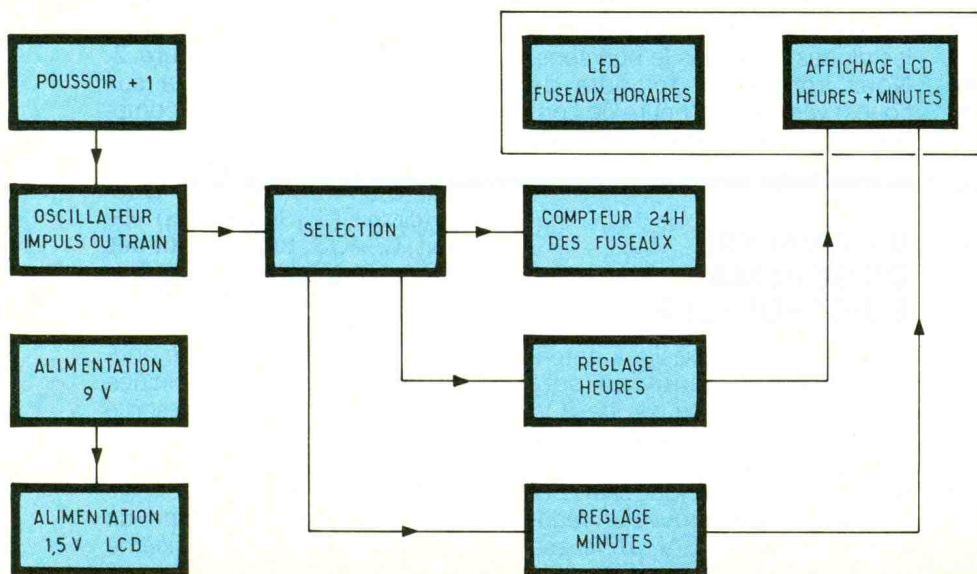 POUSSOIR + 1
LED
FUSEAUX HORAIRES
AFFICHAGE LCD
HEURES + MINUTES
OSCILLATEUR
IMPULS OU TRAIN
SELECTION
COMPTEUR 24H
DES FUSEAUX
ALIMENTATION
9 V
REGLAGE
HEURES
ALIMENTATION
1,5 V LCD
REGLAGE
MINUTES